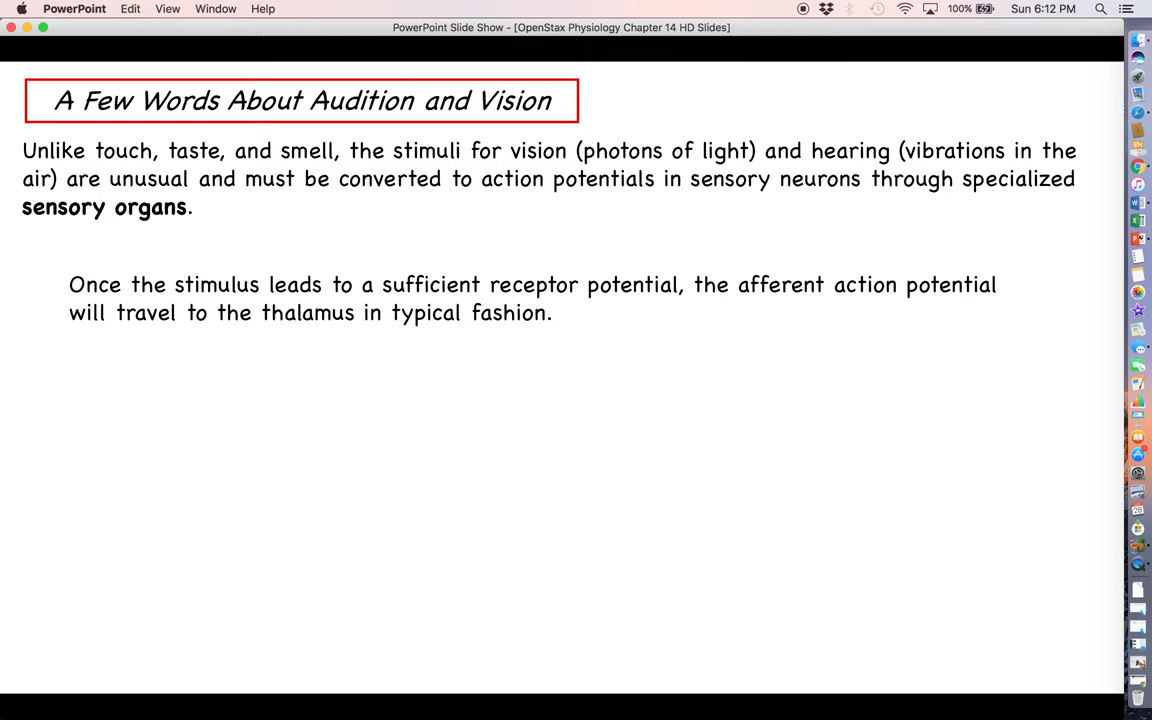 PowerPoint Edit View Window Help 100% Sun 6:12 PM
PowerPoint Slide Show - [OpenStax Physiology Chapter 14 HD Slides]
A Few Words About Audition and Vision
Unlike touch, taste, and smell, the stimuli for vision (photons of light) and hearing (vibrations in the
air) are unusual and must be converted to action potentials in sensory neurons through specialized
sensory organs.
Once the stimulus leads to a sufficient receptor potential, the afferent action potential
will travel to the thalamus in typical fashion.
28